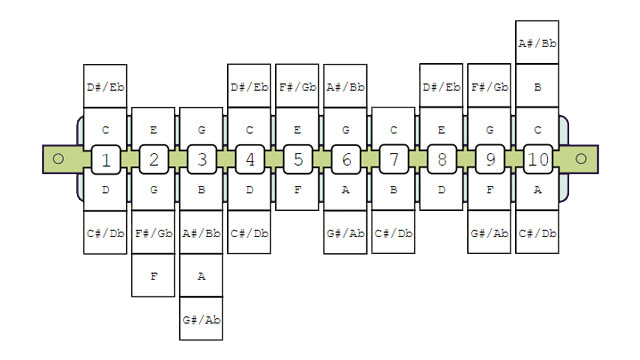 A#/Bb
D#/Eb D#/Eb F#/Gb A#/Bb D#/Eb F#/Gb B
C E G C E G C E G C
1 2 3 4 5 6 7 8 9 10
D G B D F A B D F A
C#/Db F#/Gb A#/Bb C#/Db G#/Ab C#/Db G#/Ab C#/Db
F A
G#/Ab